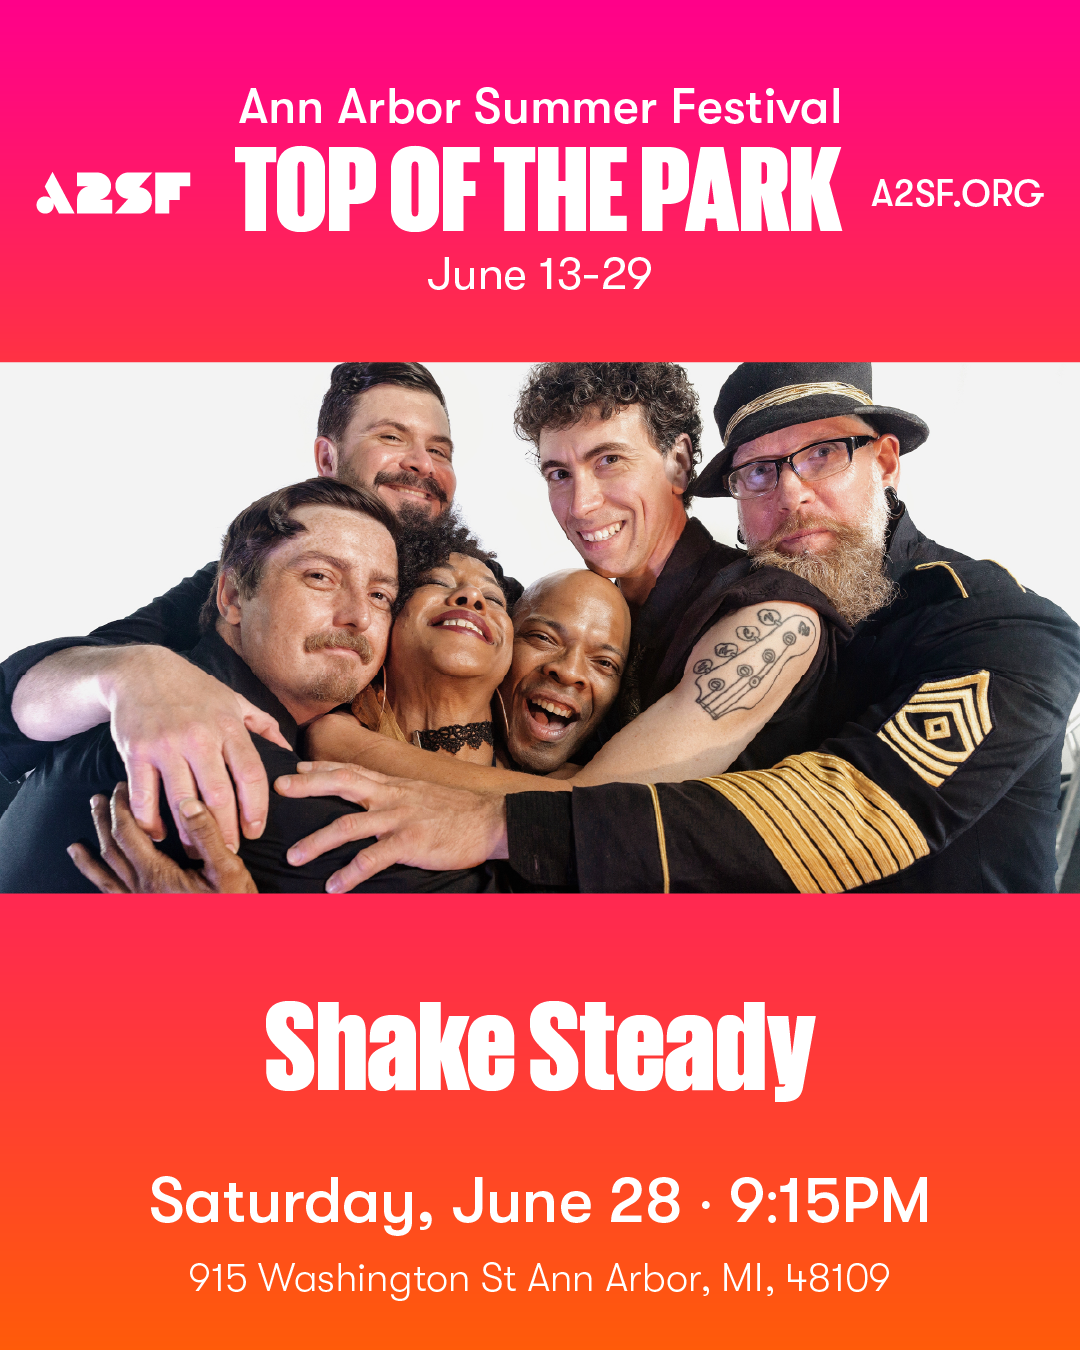 Ann Arbor Summer Festival
A2SF
TOP OF THE PARK
A2SF.ORG
June 13-29
Shake Steady
Saturday, June 28 · 9:15PM
915 Washington St Ann Arbor, MI, 48109